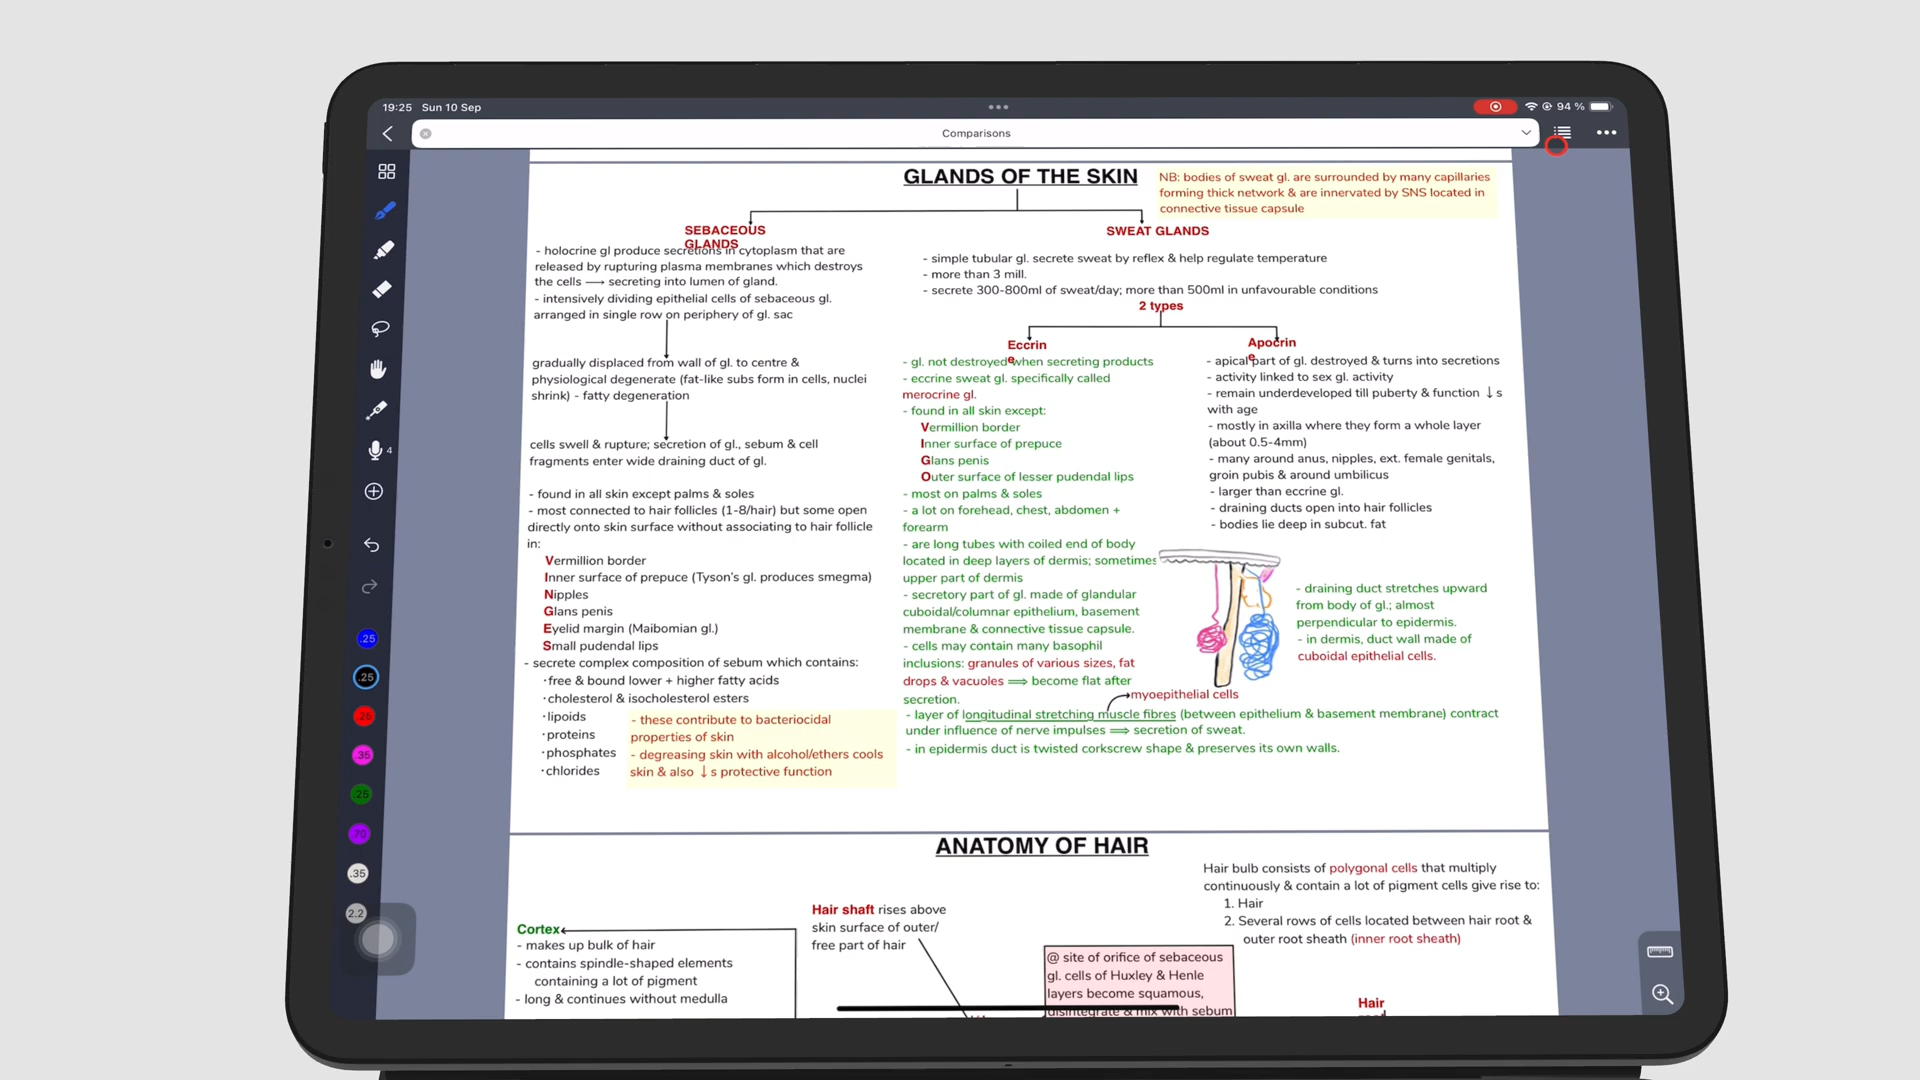 19:25 Sun 10 Sep
94 %
Comparisons
GLANDS OF THE SKIN
NB: bodies of sweat gl. are surrounded by many capillaries
forming thick network & are innervated by SNS located in
connective tissue capsule
SEBACEOUS
GLANDS
- holocrine gl produce secretions in cytoplasm that are
released by rupturing plasma membranes which destroys
the cells ⟶ secreting into lumen of gland.
- intensively dividing epithelial cells of sebaceous gl.
arranged in single row on periphery of gl. sac
gradually displaced from wall of gl. to centre &
physiological degenerate (fat-like subs form in cells, nuclei
shrink) - fatty degeneration
cells swell & rupture; secretion of gl., sebum & cell
fragments enter wide draining duct of gl.
- found in all skin except palms & soles
- most connected to hair follicles (1-8/hair) but some open
directly onto skin surface without associating to hair follicle
in:
Vermillion border
Inner surface of prepuce (Tyson's gl. produces smegma)
Nipples
Glans penis
Eyelid margin (Maibomian gl.)
Small pudendal lips
- secrete complex composition of sebum which contains:
·free & bound lower + higher fatty acids
·cholesterol & isocholesterol esters
·lipoids
·proteins
·phosphates
·chlorides
- these contribute to bacteriocidal
properties of skin
- degreasing skin with alcohol/ethers cools
skin & also ↓s protective function
SWEAT GLANDS
- simple tubular gl. secrete sweat by reflex & help regulate temperature
- more than 3 mill.
- secrete 300-800ml of sweat/day; more than 500ml in unfavourable conditions
2 types
Eccrin
e
- gl. not destroyed when secreting products
- eccrine sweat gl. specifically called
merocrine gl.
- found in all skin except:
Vermillion border
Inner surface of prepuce
Glans penis
Outer surface of lesser pudendal lips
- most on palms & soles
- a lot on forehead, chest, abdomen +
forearm
- are long tubes with coiled end of body
located in deep layers of dermis; sometimes
upper part of dermis
- secretory part of gl. made of glandular
cuboidal/columnar epithelium, basement
membrane & connective tissue capsule.
- cells may contain many basophil
inclusions: granules of various sizes, fat
drops & vacuoles ⟹ become flat after
secretion.
myoepithelial cells
- layer of longitudinal stretching muscle fibres (between epithelium & basement membrane) contract
under influence of nerve impulses ⟹ secretion of sweat.
- in epidermis duct is twisted corkscrew shape & preserves its own walls.
Apocrin
e
- apical part of gl. destroyed & turns into secretions
- activity linked to sex gl. activity
- remain underdeveloped till puberty & function ↓s
with age
- mostly in axilla where they form a whole layer
(about 0.5-4mm)
- many around anus, nipples, ext. female genitals,
groin pubis & around umbilicus
- larger than eccrine gl.
- draining ducts open into hair follicles
- bodies lie deep in subcut. fat
- draining duct stretches upward
from body of gl.; almost
perpendicular to epidermis.
- in dermis, duct wall made of
cuboidal epithelial cells.
4
.25
.25
.25
.35
.25
.70
.35
2.2
ANATOMY OF HAIR
Cortex
- makes up bulk of hair
- contains spindle-shaped elements
containing a lot of pigment
- long & continues without medulla
Hair shaft rises above
skin surface of outer/
free part of hair
@ site of orifice of sebaceous
gl. cells of Huxley & Henle
layers become squamous,
disintegrate & mix with sebum
Hair bulb consists of polygonal cells that multiply
continuously & contain a lot of pigment cells give rise to:
1. Hair
2. Several rows of cells located between hair root &
outer root sheath (inner root sheath)
Hair